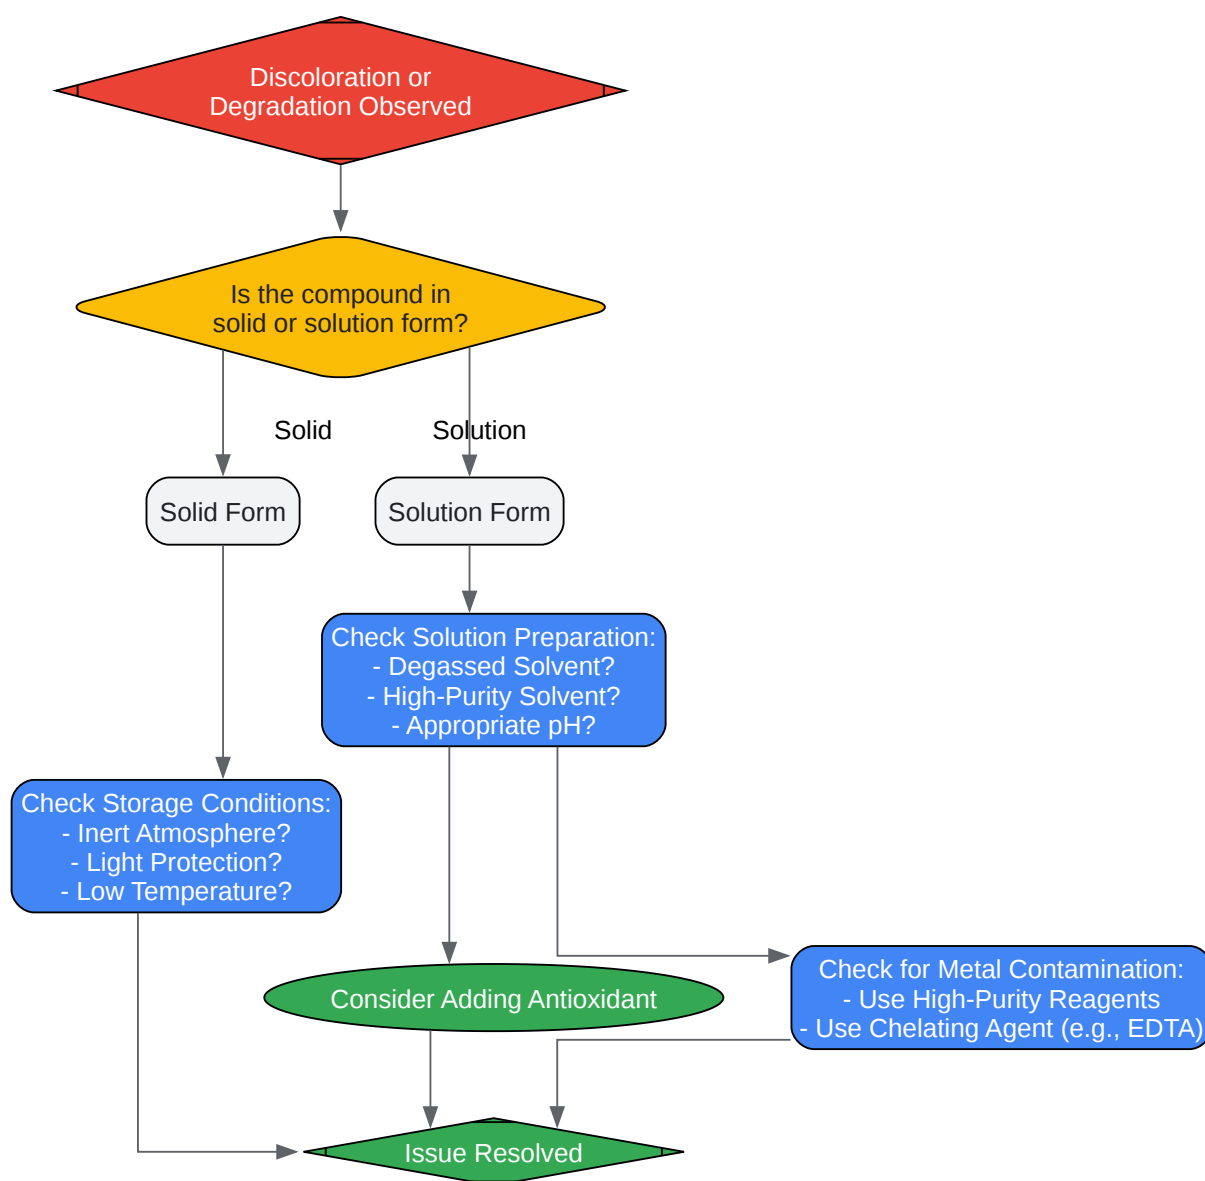 Discoloration or
Degradation Observed
Is the compound in
solid or solution form?
Solid
Solution
Solid Form
Solution Form
Check Solution Preparation:
- Degassed Solvent?
- High-Purity Solvent?
- Appropriate pH?
Check Storage Conditions:
- Inert Atmosphere?
- Light Protection?
- Low Temperature?
Consider Adding Antioxidant
Check for Metal Contamination:
- Use High-Purity Reagents
- Use Chelating Agent (e.g., EDTA)
Issue Resolved